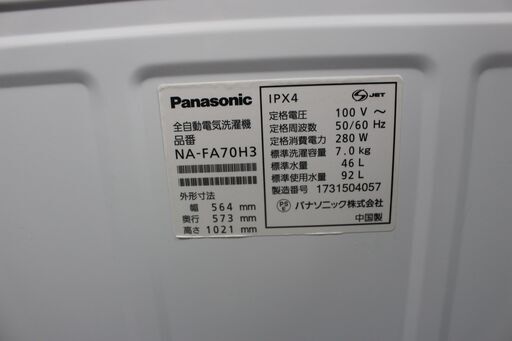 Panasonic
全自動電気洗濯機
品番
NA-FA70H3
外形寸法
幅 564 mm
奥行 573 mm
高さ 1021 mm
IPX4
JET
定格電圧 100 V ～
定格周波数 50/60 Hz
定格消費電力 280 W
標準洗濯容量 7.0 kg
標準水量 46 L
標準使用水量 92 L
製造番号 1731504057
PS E パナソニック株式会社
中国製